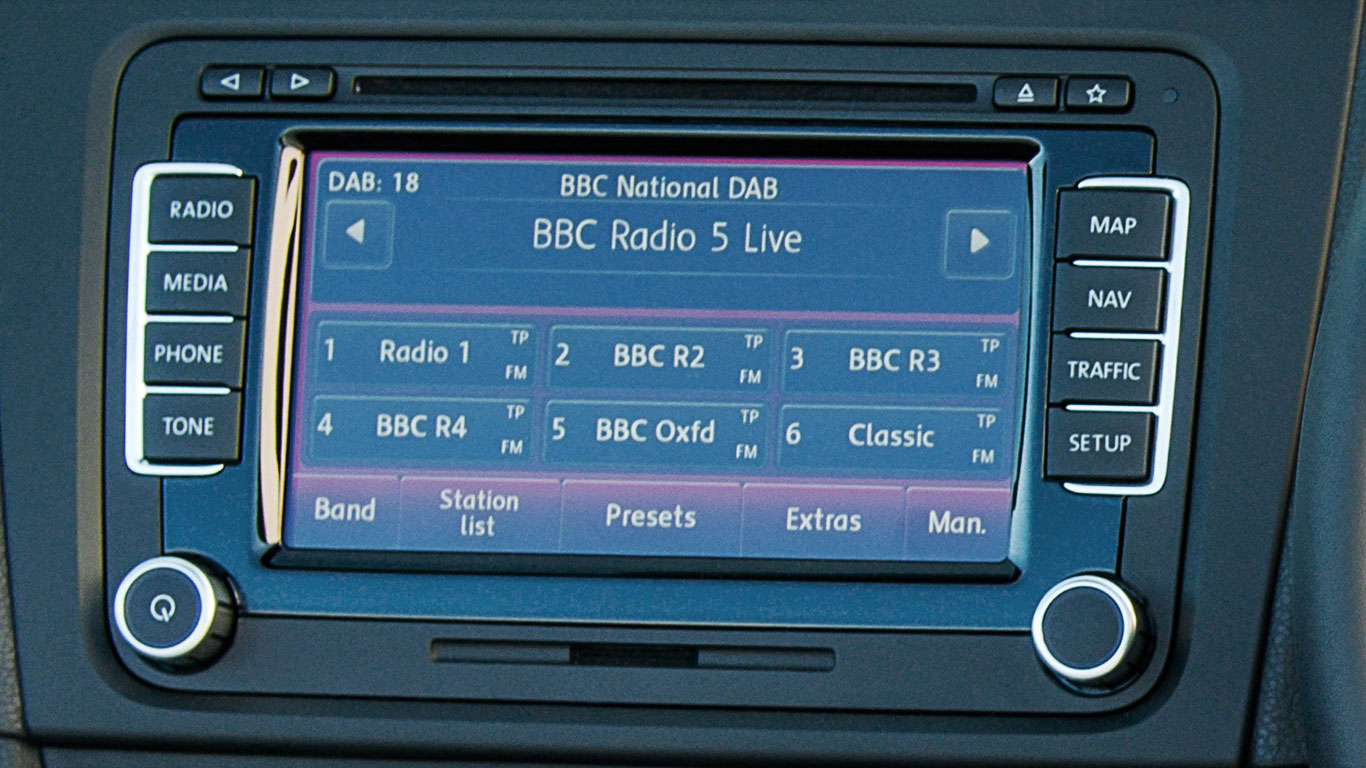 RADIO
MEDIA
PHONE
TONE
DAB: 18
BBC National DAB
BBC Radio 5 Live
1 Radio 1 TP FM
2 BBC R2 TP FM
3 BBC R3 TP FM
4 BBC R4 TP FM
5 BBC Oxfd TP FM
6 Classic TP FM
Band
Station
list
Presets
Extras
Man.
MAP
NAV
TRAFFIC
SETUP